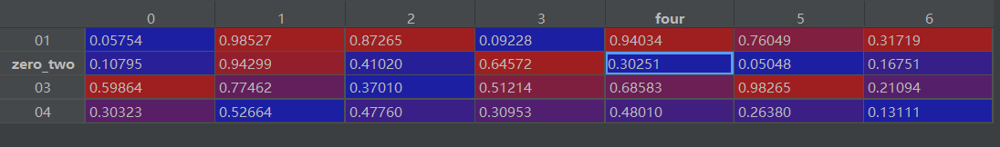 0 1 2 3 four 5 6
01 0.05754 0.98527 0.87265 0.09228 0.94034 0.76049 0.31719
zero_two 0.10795 0.94299 0.41020 0.64572 0.30251 0.05048 0.16751
03 0.59864 0.77462 0.37010 0.51214 0.68583 0.98265 0.21094
04 0.30323 0.52664 0.47760 0.30953 0.48010 0.26380 0.13111